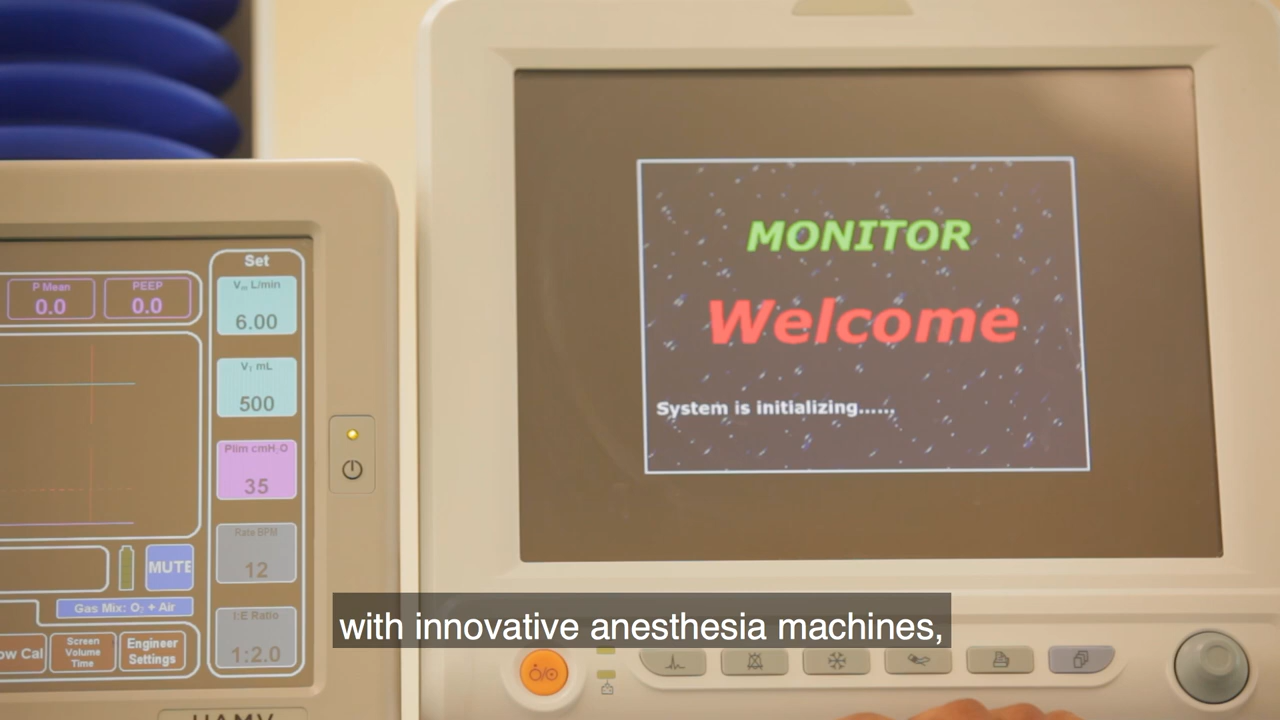 Set
P Mean
0.0
PEEP
0.0
L/min
6.00
mL
500
Plim cmH₂O
35
Rate BPM
12
I:E Ratio
1:2.0
MUTE
Gas Mix: O₂ + Air
Cal
Screen
Volume
Time
Engineer
Settings
MONITOR
Welcome
System is initializing......
with innovative anesthesia machines,